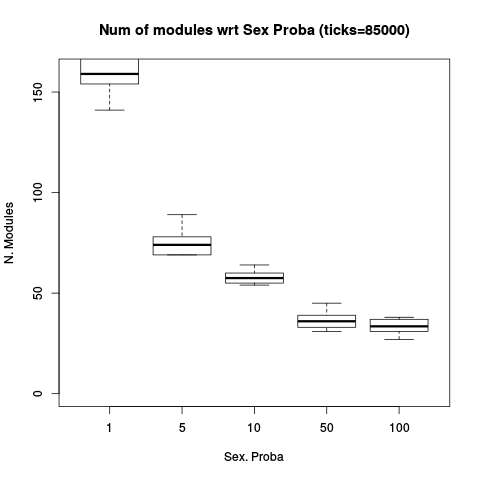 Num of modules wrt Sex Proba (ticks=85000)
N. Modules
150
100
50
0
1 5 10 50 100
Sex. Proba